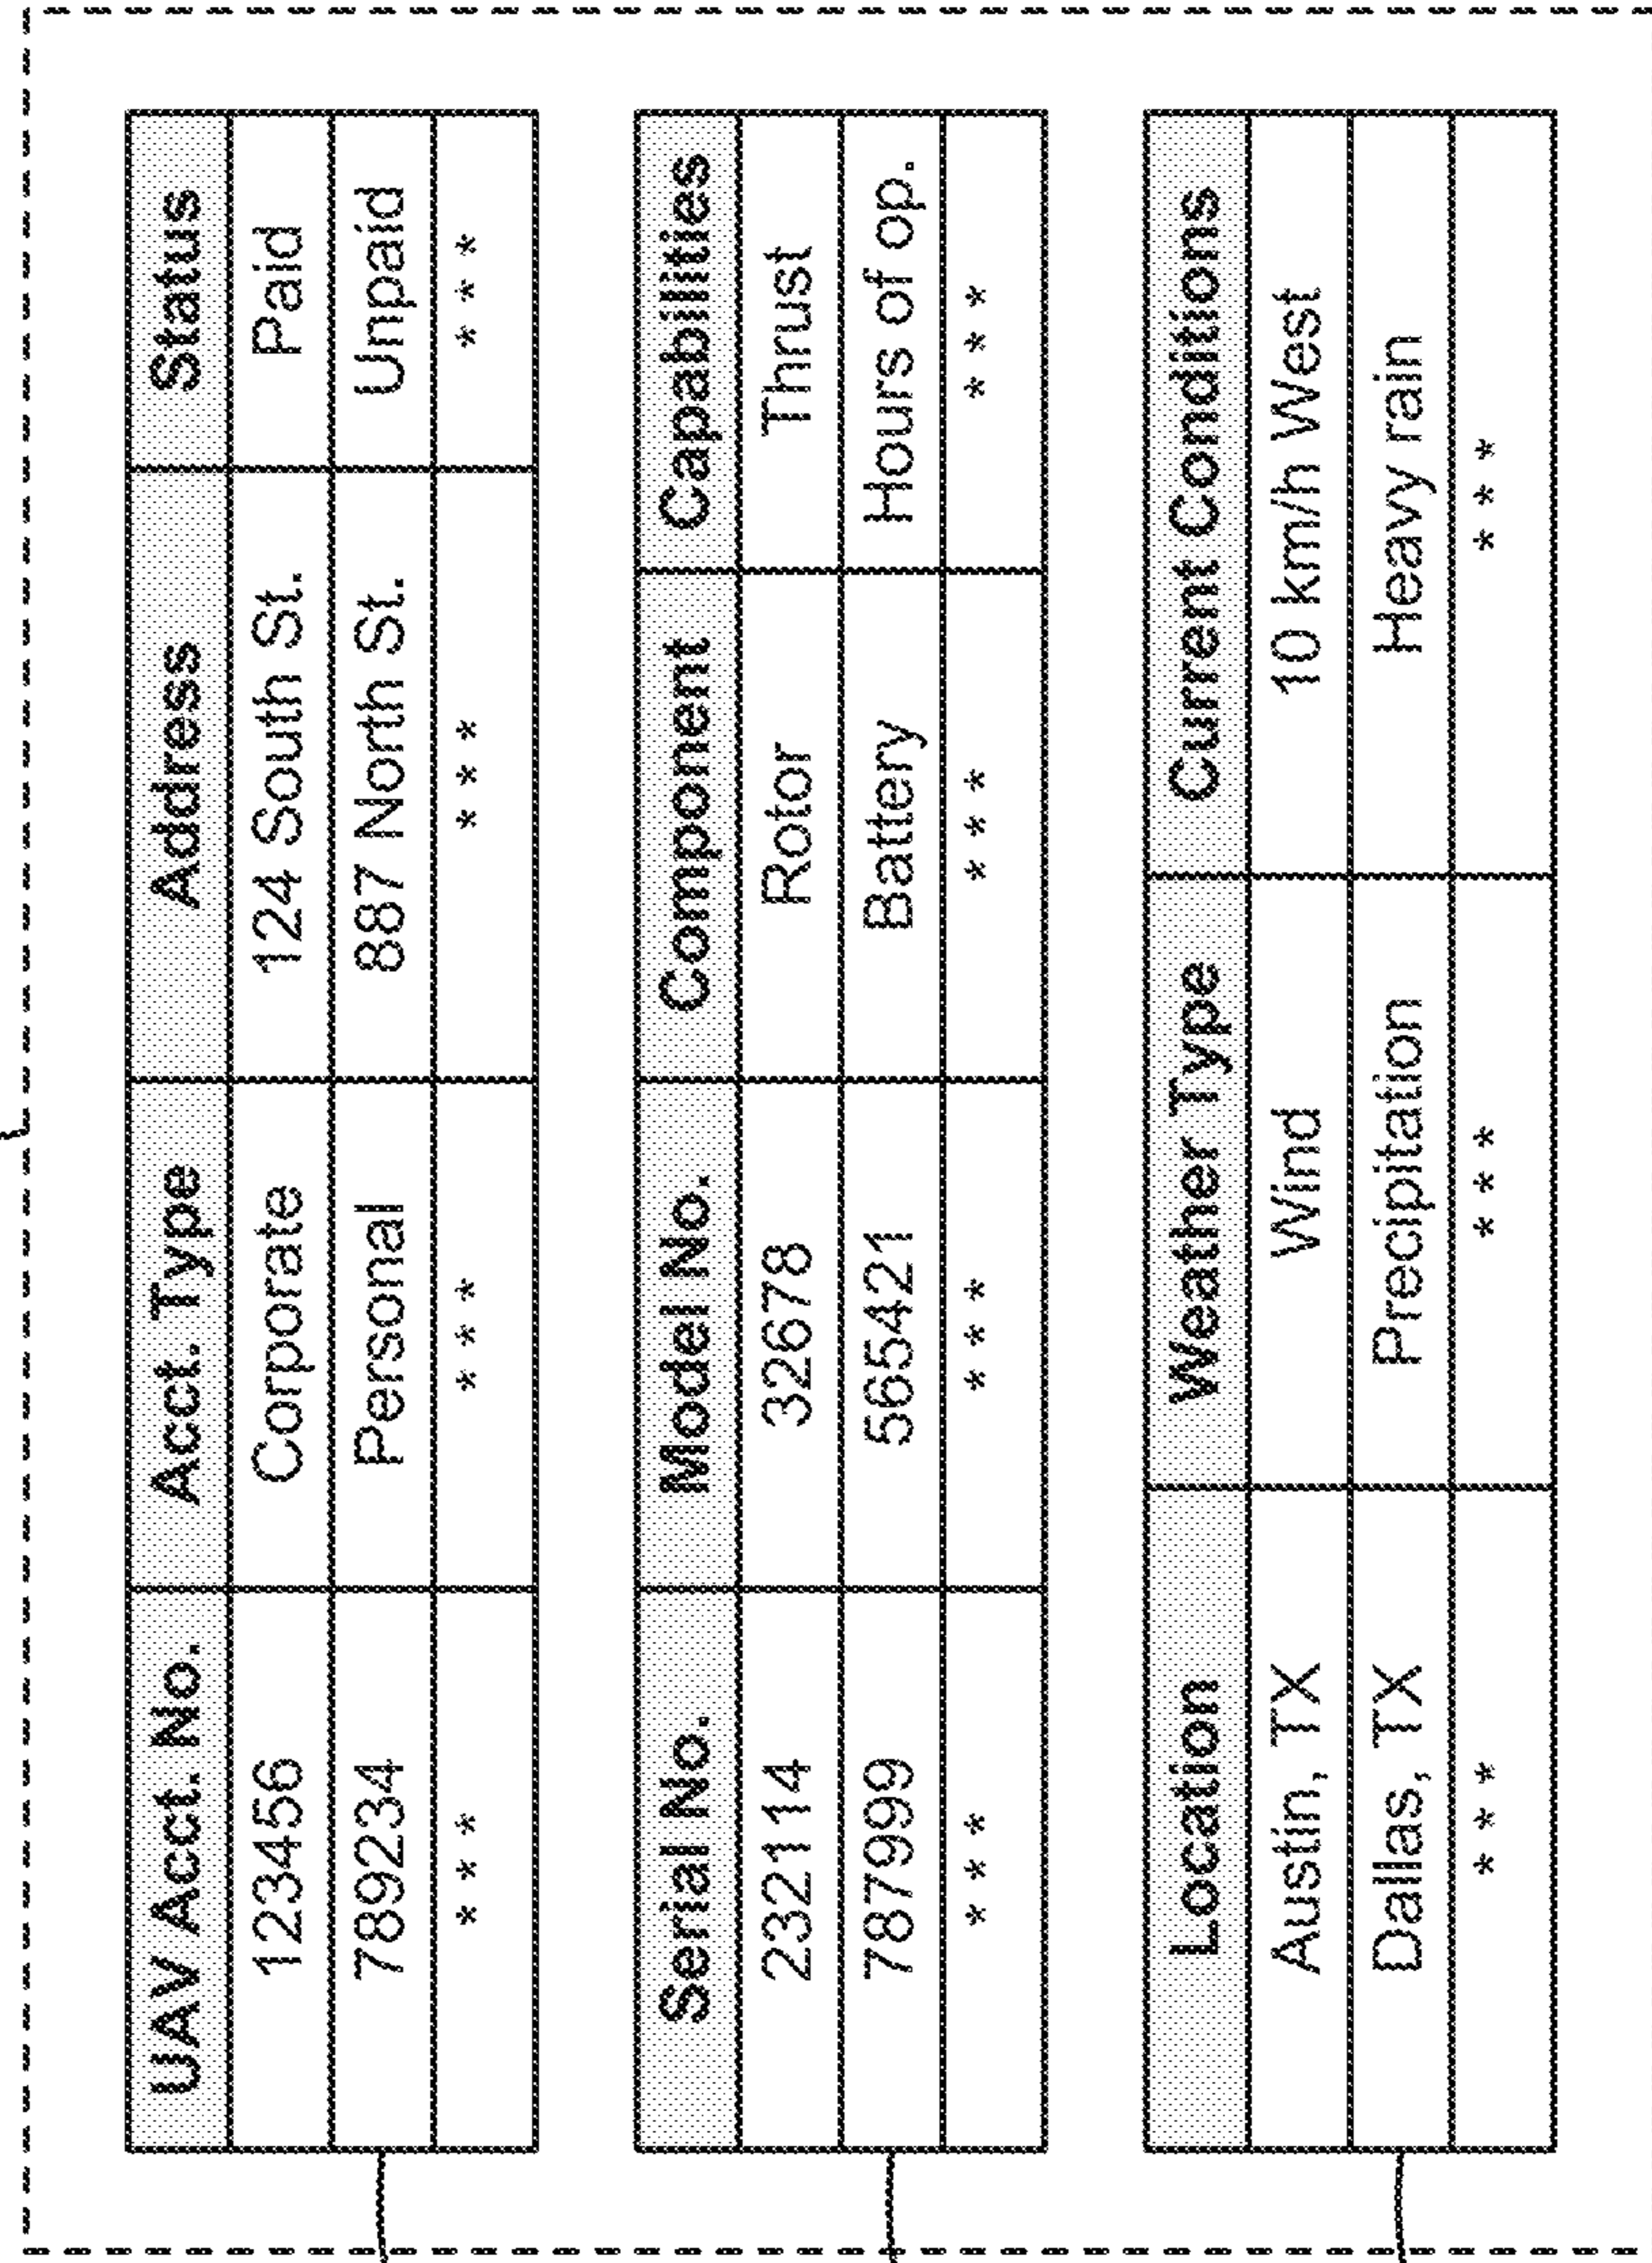 UAV Acct. No. Acct. Type Address Status
123456 Corporate 124 South St. Paid
789234 Personal 887 North St. Unpaid
* * * * * * * * * * * *
Serial No. Model No. Component Capabilities
232114 32678 Rotor Thrust
787999 565421 Battery Hours of op.
* * * * * * * * * * * *
Location Weather Type Current Conditions
Austin, TX Wind 10 km/h West
Dallas, TX Precipitation Heavy rain
* * * * * * * * *